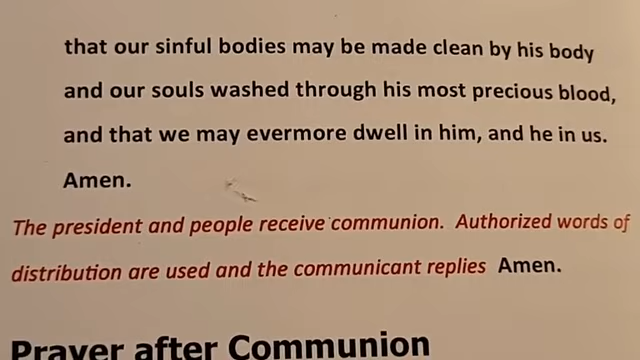 that our sinful bodies may be made clean by his body
and our souls washed through his most precious blood,
and that we may evermore dwell in him, and he in us.
Amen.
The president and people receive communion. Authorized words of
distribution are used and the communicant replies Amen.
Prayer after Communion